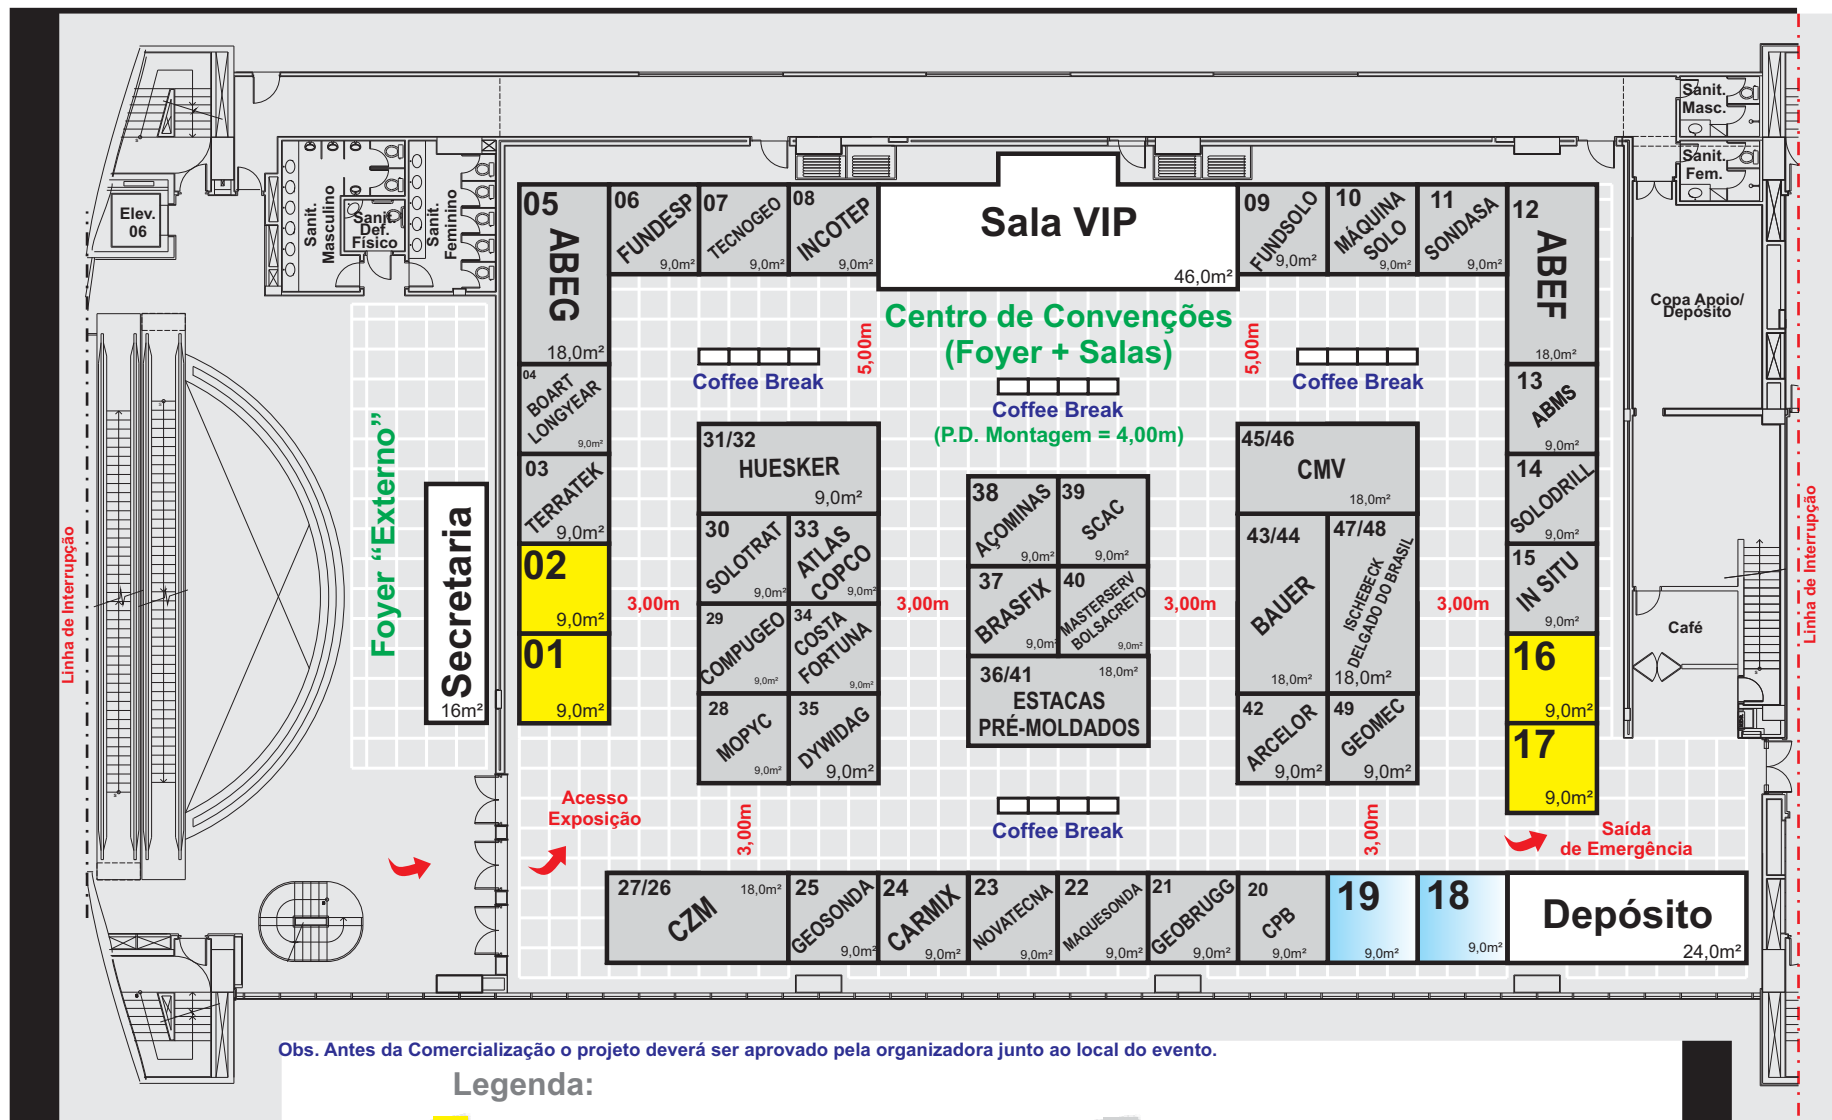 Sanit.
Masc.
Sanit.
Fem.
Elev.
06
Sanit.
Masculino
Sanit.
Def.
Físico
Sanit.
Feminino
05
ABEG
18,0m²
06
FUNDESP
9,0m²
07
TECNOGEO
9,0m²
08
INCOTEP
9,0m²
Sala VIP
46,0m²
09
FUNDSOLO
9,0m²
10
MÁQUINA
SOLO
9,0m²
11
SONDASA
9,0m²
12
ABEF
18,0m²
Copa Apoio/
Depósito
Centro de Convenções
(Foyer + Salas)
5,00m
5,00m
Coffee Break
Coffee Break
Coffee Break
(P.D. Montagem = 4,00m)
04
BOART
LONGYEAR
9,0m²
03
TERRATEK
9,0m²
02
9,0m²
01
9,0m²
Foyer “Externo”
Secretaria
16m²
Linha de Interrupção
31/32
HUESKER
9,0m²
30
SOLOTRAT
9,0m²
33
ATLAS
COPCO
9,0m²
29
COMPUGEO
9,0m²
34
COSTA
FORTUNA
9,0m²
28
MOPYC
9,0m²
35
DYWIDAG
9,0m²
38
AÇOMINAS
9,0m²
39
SCAC
9,0m²
37
BRASFIX
9,0m²
40
MASTERSERV
BOLSACRETO
9,0m²
36/41
18,0m²
ESTACAS
PRÉ-MOLDADOS
45/46
CMV
18,0m²
43/44
BAUER
18,0m²
47/48
ISCHEBECK
DELGADO DO BRASIL
18,0m²
42
ARCELOR
9,0m²
49
GEOMEC
9,0m²
13
ABMS
9,0m²
14
SOLODRILL
9,0m²
15
IN SITU
9,0m²
16
9,0m²
17
9,0m²
Café
Linha de Interrupção
3,00m
3,00m
3,00m
3,00m
Acesso
Exposição
3,00m
Coffee Break
3,00m
Saída
de Emergência
27/26
18,0m²
CZM
25
GEOSONDA
9,0m²
24
CARMIX
9,0m²
23
NOVATECNA
9,0m²
22
MAQUESONDA
9,0m²
21
GEOBRUGG
9,0m²
20
CPB
9,0m²
19
9,0m²
18
9,0m²
Depósito
24,0m²
Obs. Antes da Comercialização o projeto deverá ser aprovado pela organizadora junto ao local do evento.
Legenda: